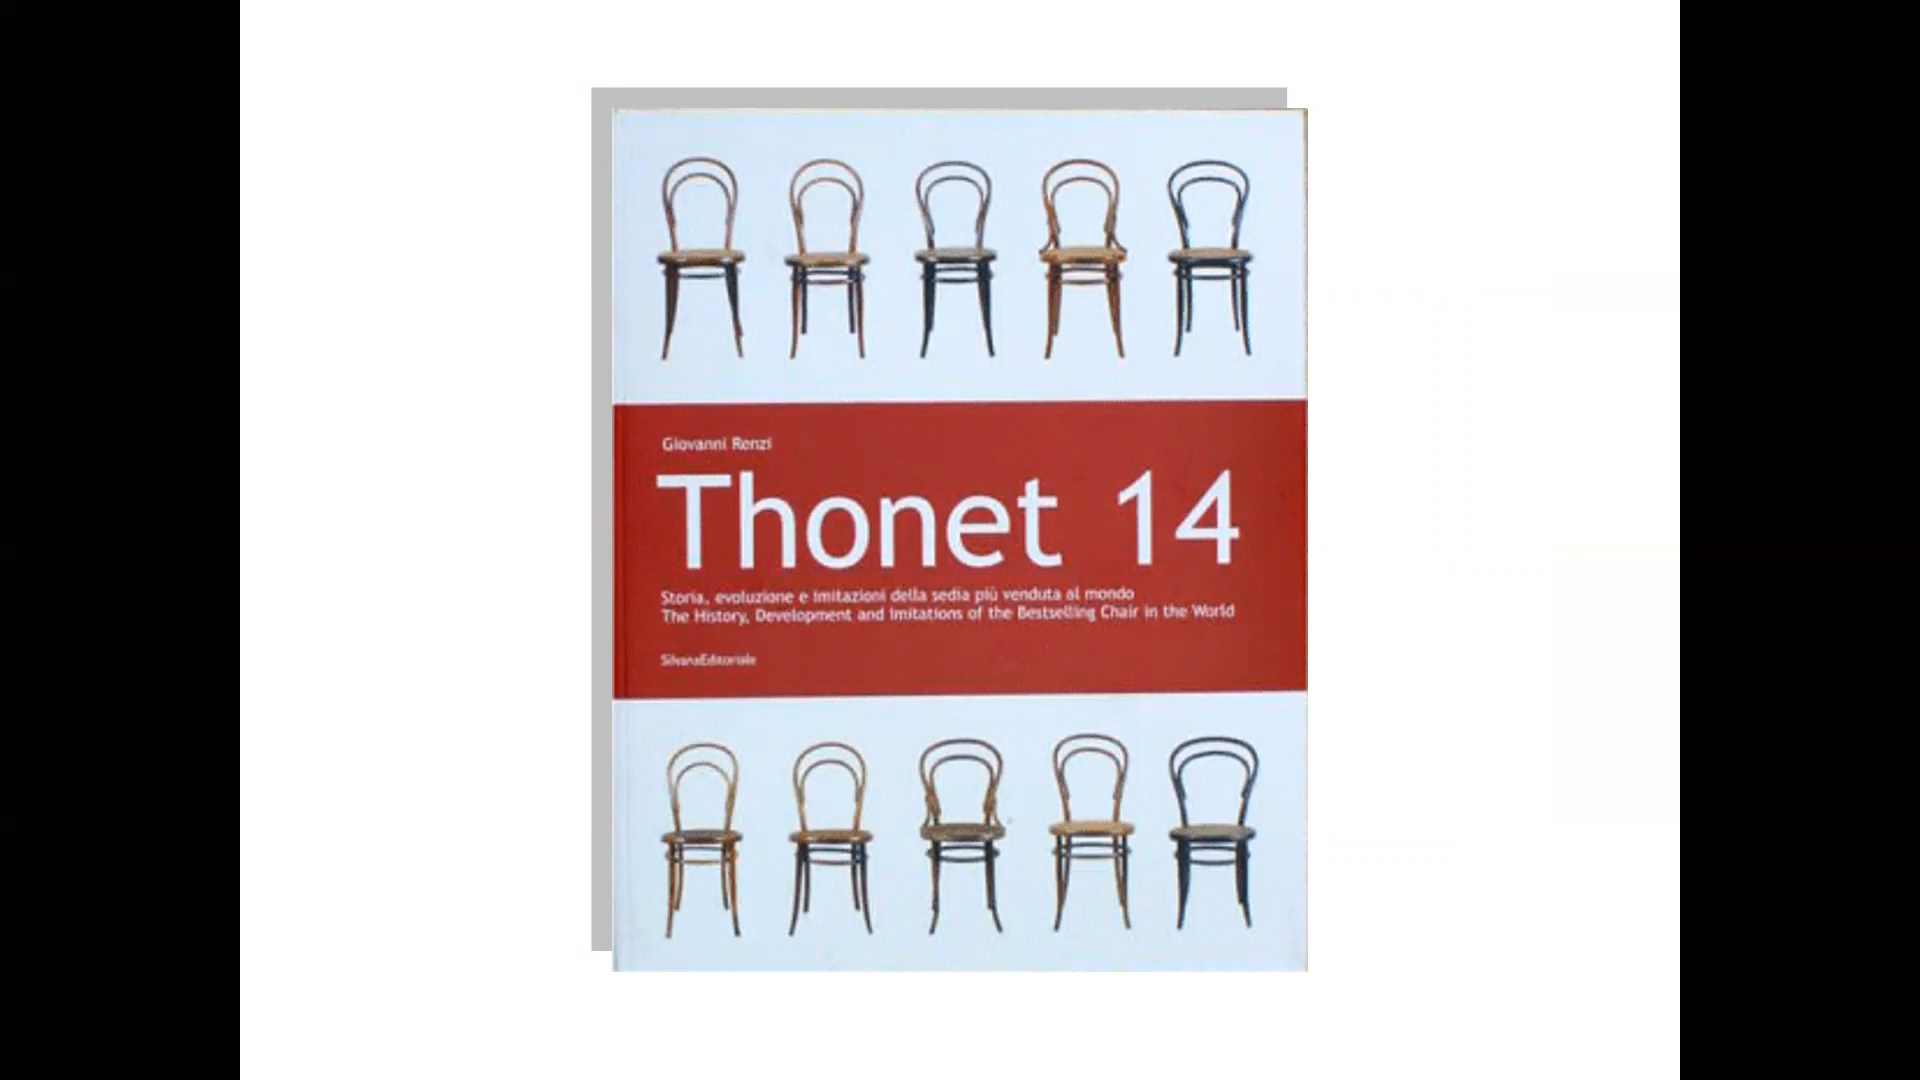 Giovanni Renzi
Thonet 14
Storia, evoluzione e imitazioni della sedia più venduta al mondo
The History, Development and Imitations of the Bestselling Chair in the World
SilvanaEditoriale